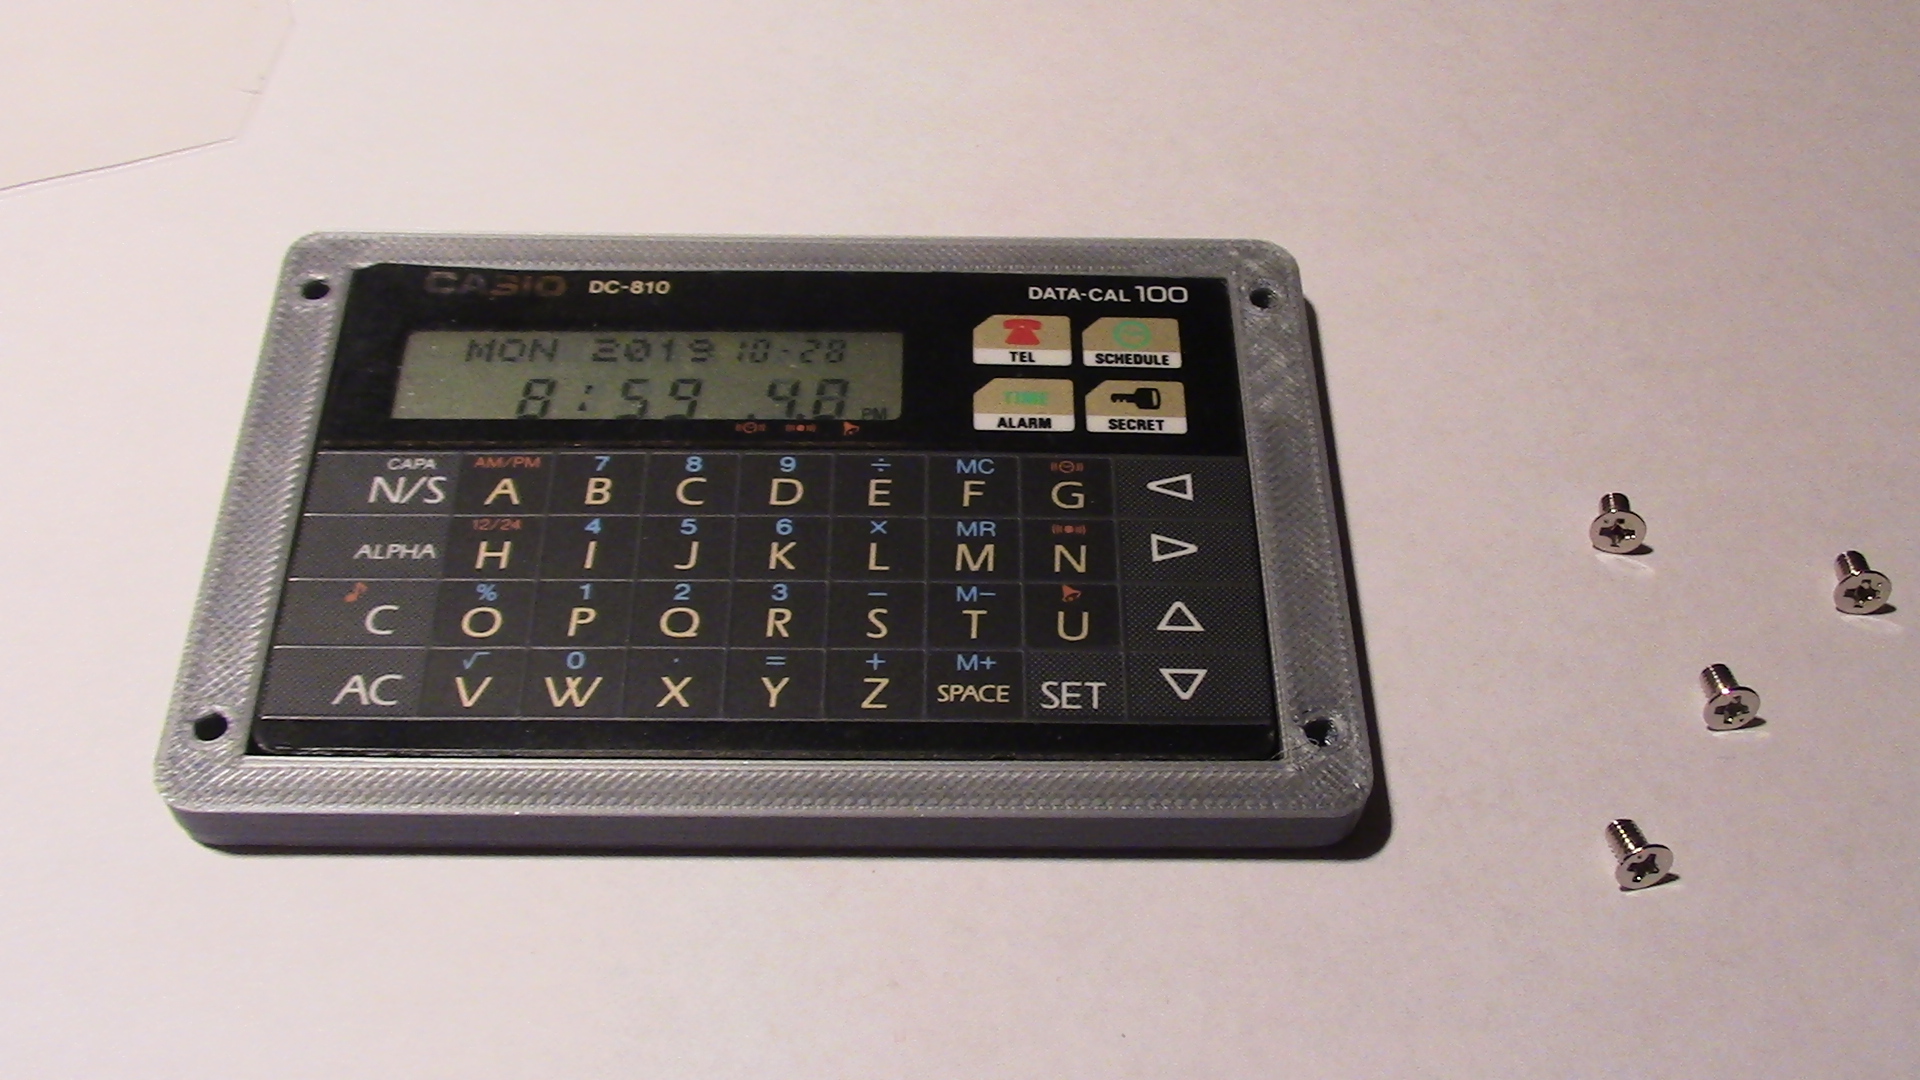 CASIO DC-810 DATA-CAL 100
MON 2019 10-28
8:59 48 PM
TEL SCHEDULE
TIME
ALARM SECRET
CAPA AM/PM 7 8 9 ÷ MC
N/S A B C D E F G
12/24 4 5 6 × MR
ALPHA H I J K L M N
% 1 2 3 − M−
C O P Q R S T U
√ 0 . = + M+
AC V W X Y Z SPACE SET